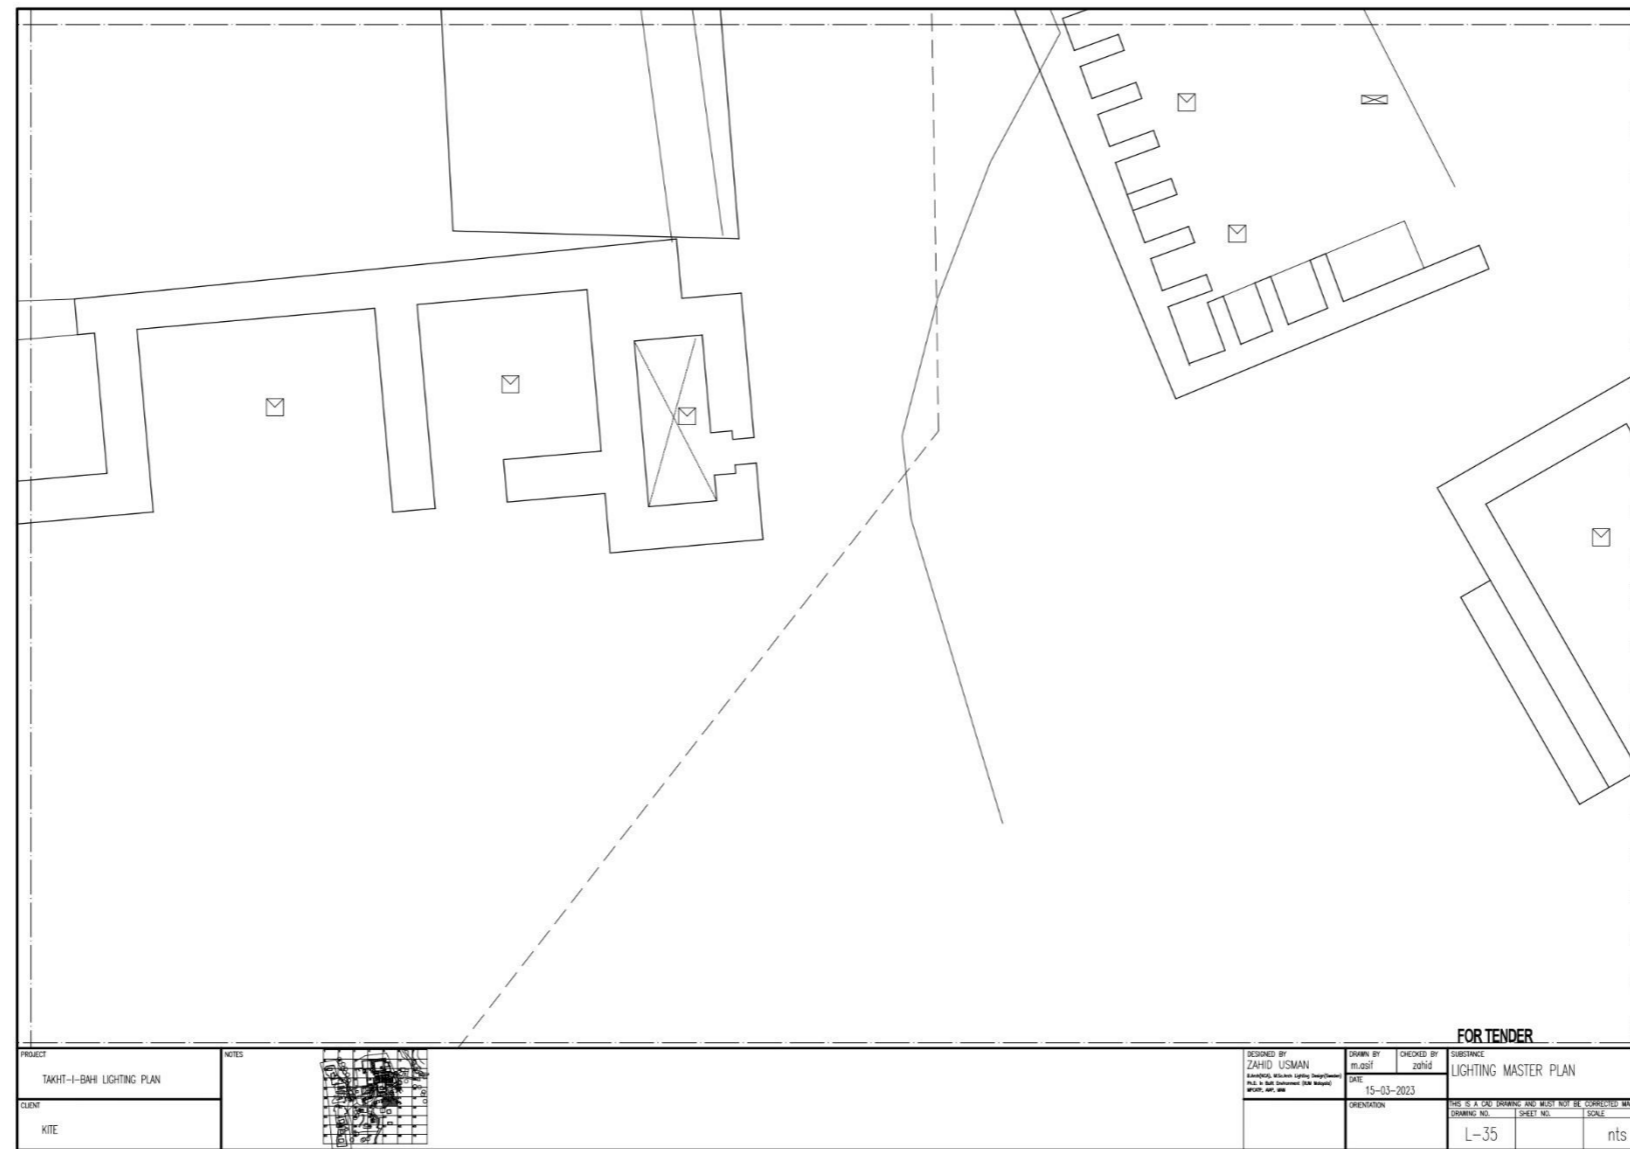 FOR TENDER
PROJECT
TAKHT-I-BAHI LIGHTING PLAN
CLIENT
KITE
NOTES
DESIGNED BY
ZAHID USMAN
DRAWN BY
m.asif
CHECKED BY
zahid
DATE
15-03-2023
ORIENTATION
SUBSTANCE
LIGHTING MASTER PLAN
THIS IS A CAD DRAWING AND MUST NOT BE CORRECTED
DRAWING NO.
L-35
SHEET NO.
SCALE
nts